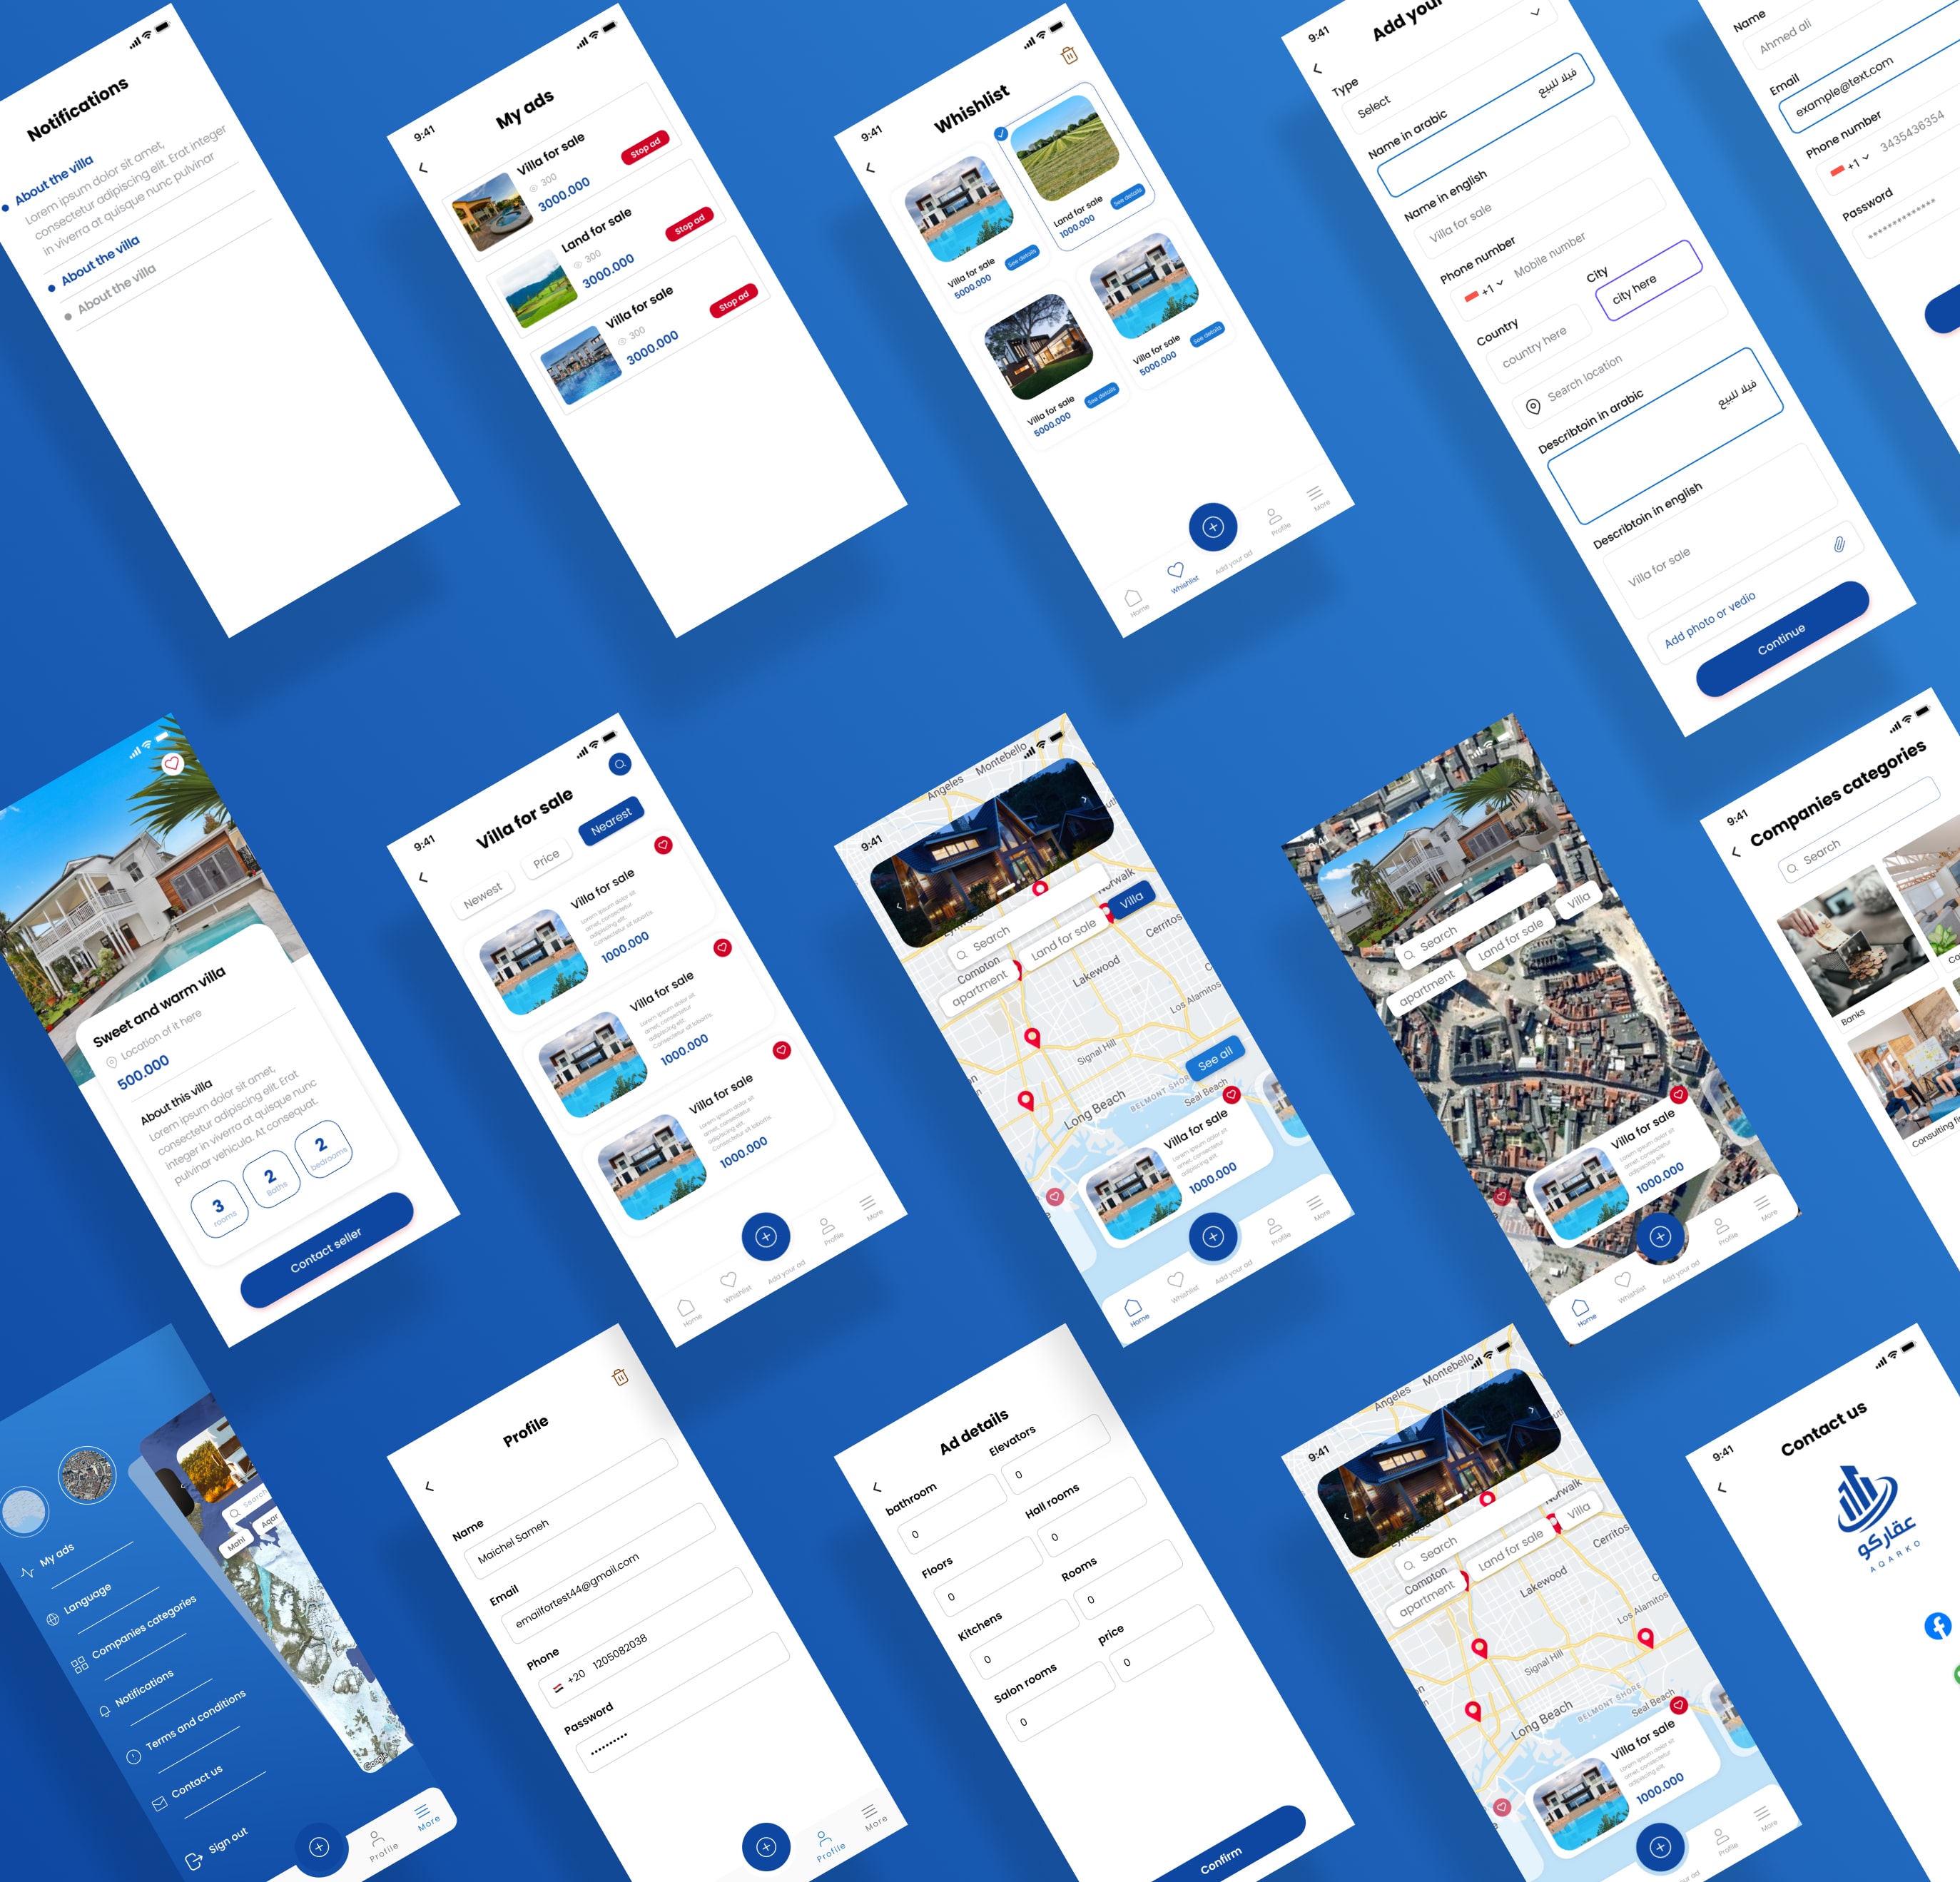 Notifications
About the villa
Lorem ipsum dolor sit amet,
consectetur adipiscing elit. Erat integer
in viverra at quisque nunc pulvinar
About the villa
About the villa
9:41
My ads
Villa for sale
300
3000.000
Stop ad
Land for sale
300
3000.000
Stop ad
Villa for sale
300
3000.000
Stop ad
9:41
Whishlist
Villa for sale
5000.000
See details
Land for sale
1000.000
See details
Villa for sale
5000.000
See details
Villa for sale
5000.000
See details
Home
Whishlist
Add your ad
Profile
More
9:41
Add your
Type
Select
Name in arabic
فيلا للبيع
Name in english
Villa for sale
Phone number
+1
Mobile number
Country
country here
City
city here
Search location
Describtoin in arabic
فيلا للبيع
Describtoin in english
Villa for sale
Add photo or vedio
Continue
Name
Ahmed ali
Email
example@text.com
Phone number
+1
3435436354
Password
Sweet and warm villa
Location of it here
500.000
About this villa
Lorem ipsum dolor sit amet,
consectetur adipiscing elit. Erat
integer in viverra at quisque nunc
pulvinar vehicula. At consequat.
3
rooms
2
Baths
2
bedrooms
Contact seller
9:41
Villa for sale
Newest
Price
Nearest
Villa for sale
Lorem ipsum dolor sit
amet, consectetur
adipiscing elit.
Consectetur sit lobortis.
1000.000
Villa for sale
Lorem ipsum dolor sit
amet, consectetur
adipiscing elit.
Consectetur sit lobortis.
1000.000
Villa for sale
Lorem ipsum dolor sit
amet, consectetur
adipiscing elit.
Consectetur sit lobortis.
1000.000
Home
Whishlist
Add your ad
Profile
More
9:41
Angeles
Montebello
Norwalk
Search
Compton
apartment
Land for sale
Villa
Cerritos
Lakewood
Los Alamitos
Signal Hill
See all
Long Beach
BELMONT SHORE
Seal Beach
Villa for sale
Lorem ipsum dolor sit
amet, consectetur
adipiscing elit.
1000.000
Home
Whishlist
Add your ad
Profile
More
9:41
Search
apartment
Land for sale
Villa
Villa for sale
Lorem ipsum dolor sit
amet, consectetur
adipiscing elit.
1000.000
Home
Whishlist
Add your ad
Profile
More
9:41
Companies categories
Search
Banks
Co
Consulting fi
My ads
Language
Companies categories
Notifications
Terms and conditions
Contact us
Sign out
Search
Mahl
Aqar
Google
Profile
More
Profile
Name
Maichel Sameh
Email
emailfortest44@gmail.com
Phone
+20
1205082038
Password
Profile
More
Ad details
bathroom
0
Elevators
0
Floors
0
Hall rooms
0
Kitchens
0
Rooms
0
Salon rooms
0
price
0
Confirm
9:41
Angeles
Montebello
Norwalk
Search
Compton
apartment
Land for sale
Villa
Cerritos
Lakewood
Los Alamitos
Signal Hill
Long Beach
BELMONT SHORE
Seal Beach
Villa for sale
Lorem ipsum dolor sit
amet, consectetur
adipiscing elit.
1000.000
ur ad
Profile
More
9:41
Contact us
عقاركو
AQARKO